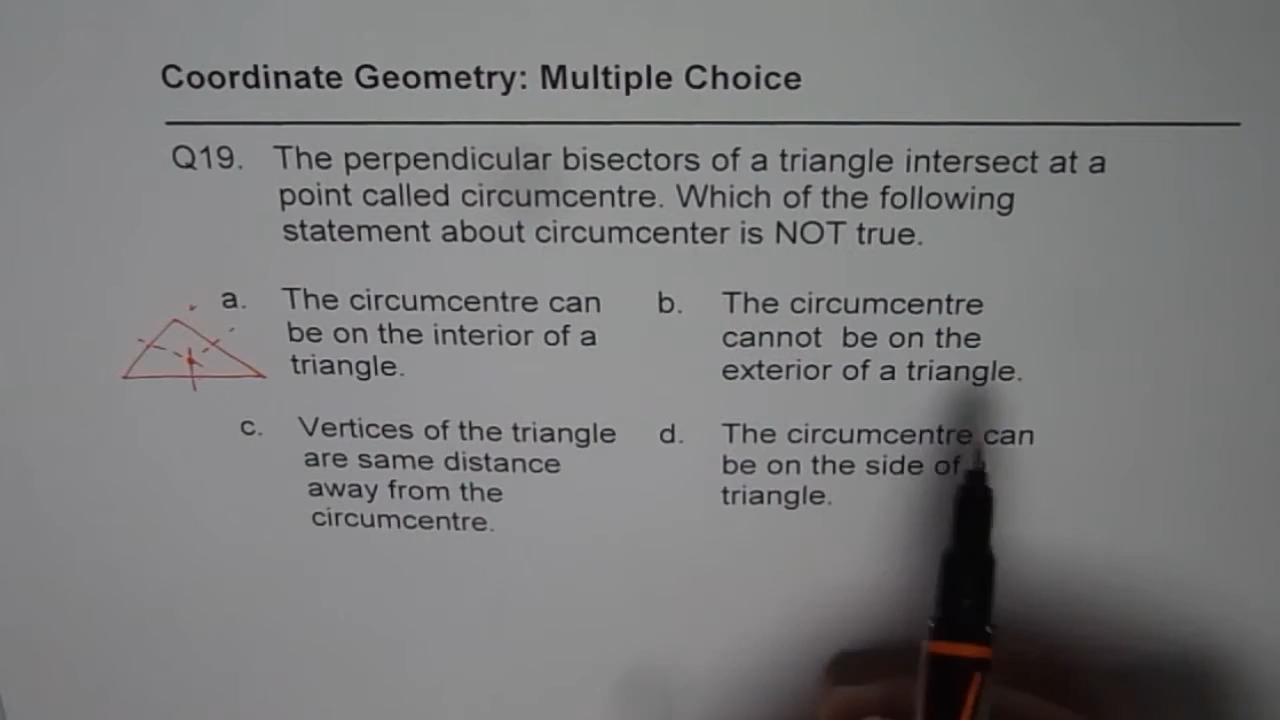 Coordinate Geometry: Multiple Choice
Q19. The perpendicular bisectors of a triangle intersect at a
point called circumcentre. Which of the following
statement about circumcenter is NOT true.
a. The circumcentre can
be on the interior of a
triangle.
b. The circumcentre
cannot be on the
exterior of a triangle.
c. Vertices of the triangle
are same distance
away from the
circumcentre.
d. The circumcentre can
be on the side of
triangle.